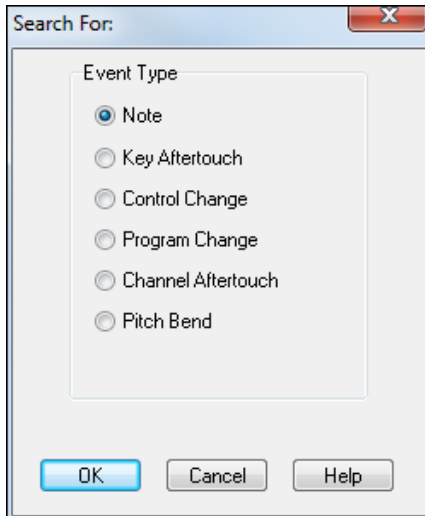 Search For:
Event Type
Note
Key Aftertouch
Control Change
Program Change
Channel Aftertouch
Pitch Bend
OK Cancel Help